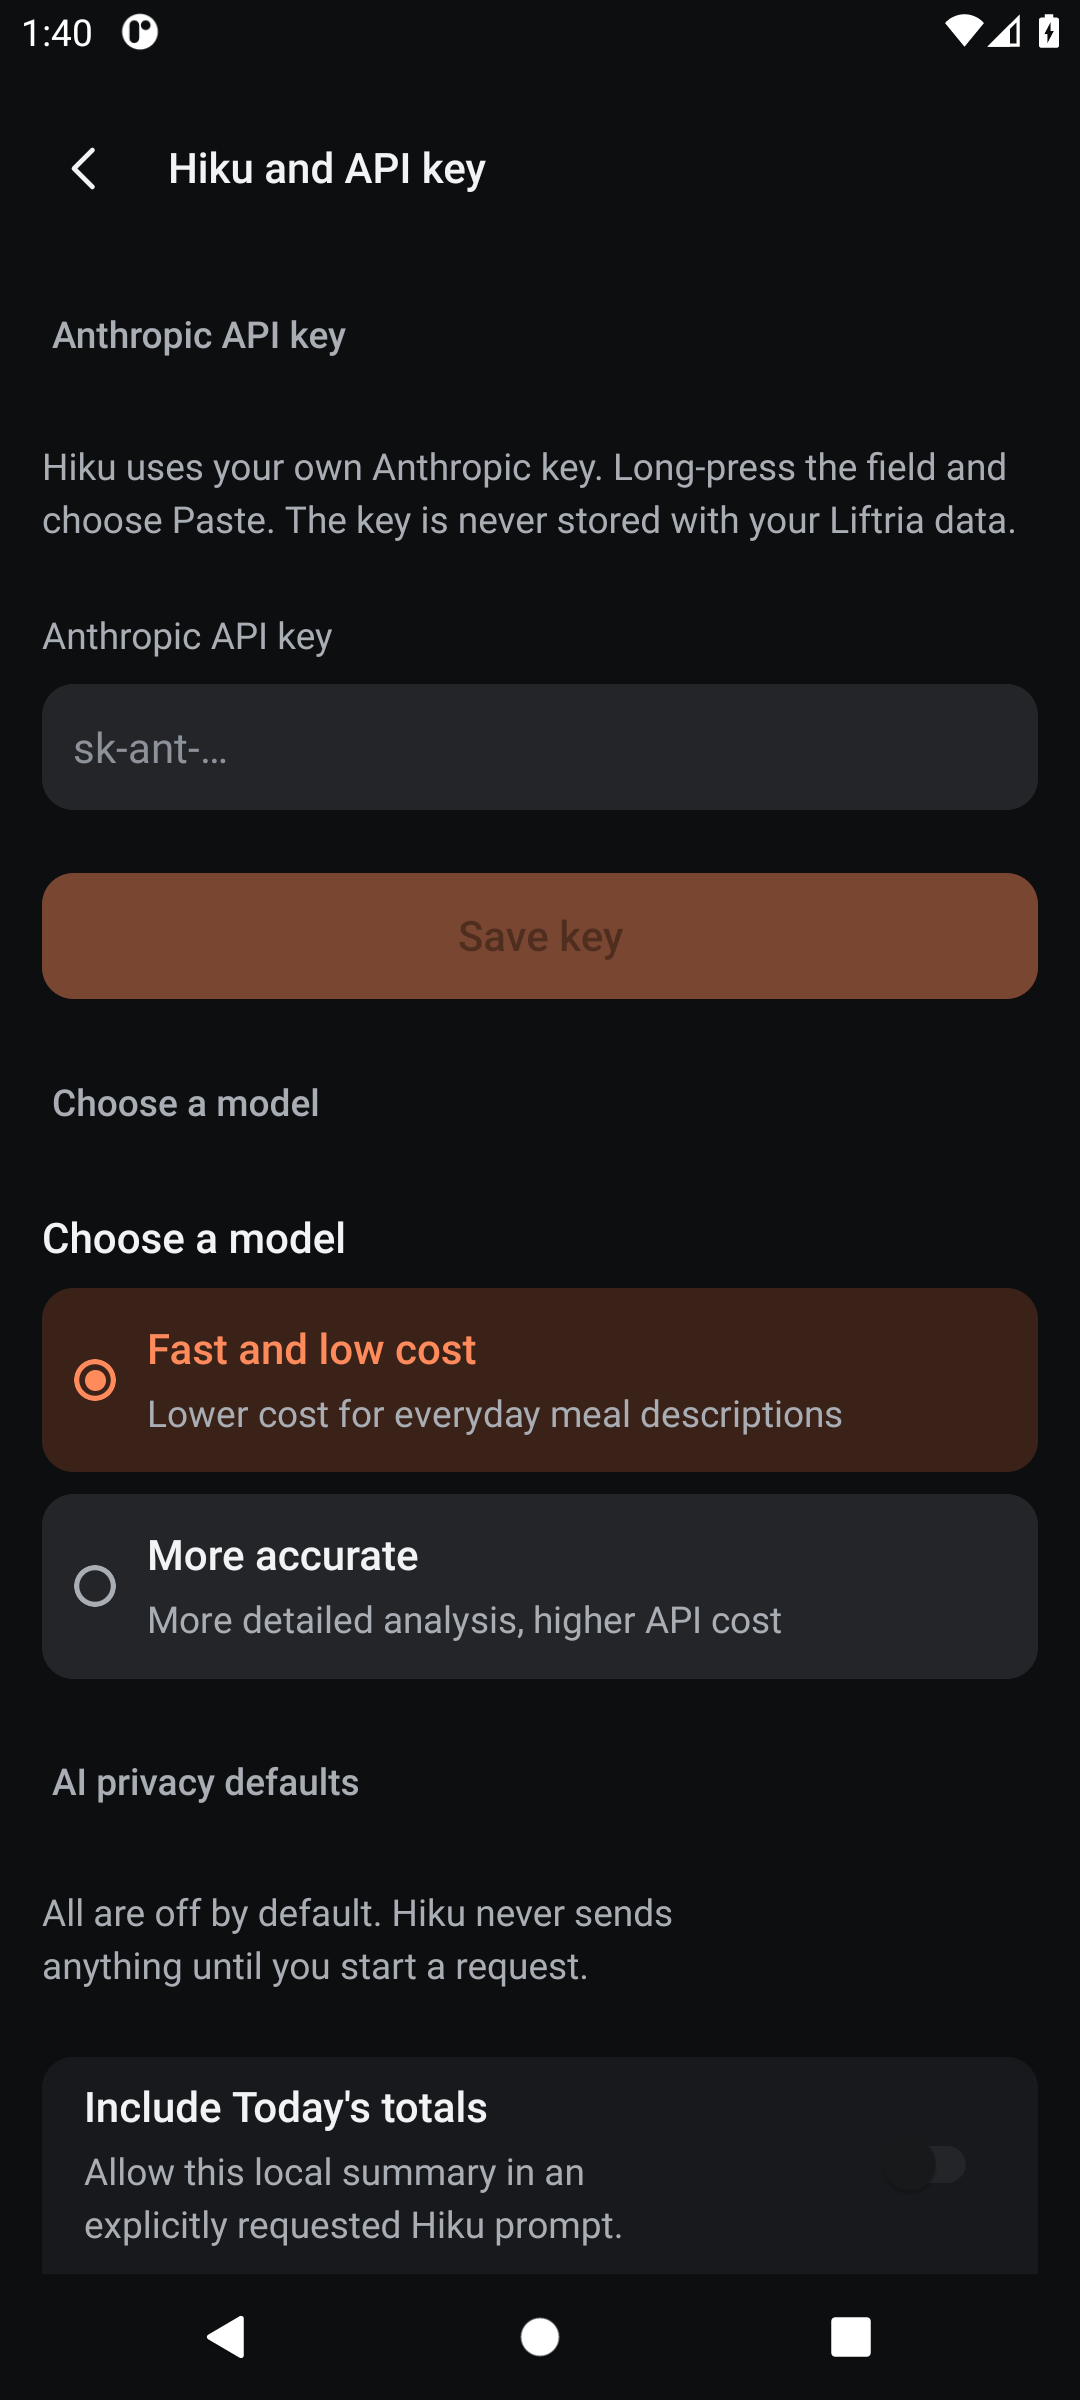 1:40
Hiku and API key
Anthropic API key
Hiku uses your own Anthropic key. Long-press the field and
choose Paste. The key is never stored with your Liftria data.
Anthropic API key
sk-ant-…
Save key
Choose a model
Choose a model
Fast and low cost
Lower cost for everyday meal descriptions
More accurate
More detailed analysis, higher API cost
AI privacy defaults
All are off by default. Hiku never sends
anything until you start a request.
Include Today's totals
Allow this local summary in an
explicitly requested Hiku prompt.